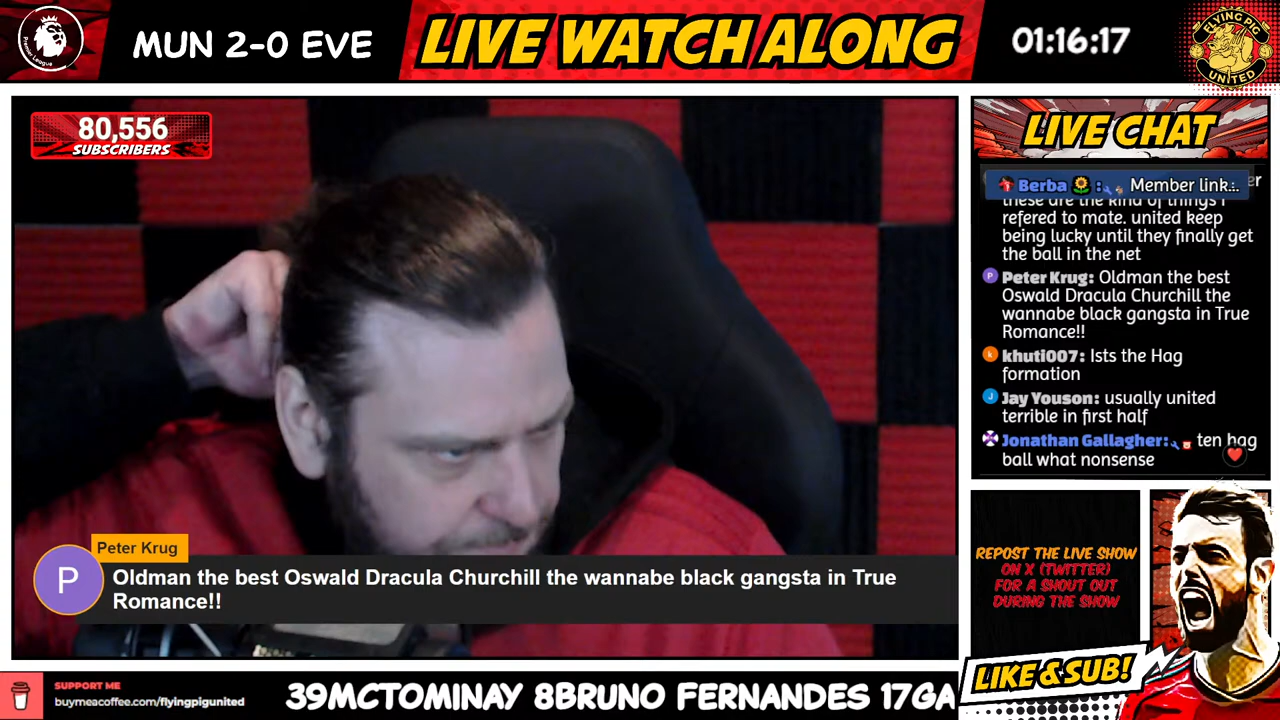 Premier League
MUN 2-0 EVE
LIVE WATCH ALONG
01:16:17
FLYING PIG
UNITED
80,556
SUBSCRIBERS
LIVE CHAT
Berba 🌻: Member link...
these are the kind of things I
refered to mate. united keep
being lucky until they finally get
the ball in the net
Peter Krug: Oldman the best
Oswald Dracula Churchill the
wannabe black gangsta in True
Romance!!
khuti007: Ists the Hag
formation
Jay Youson: usually united
terrible in first half
Jonathan Gallagher: ten hag
ball what nonsense
Peter Krug
P
Oldman the best Oswald Dracula Churchill the wannabe black gangsta in True
Romance!!
REPOST THE LIVE SHOW
ON X (TWITTER)
FOR A SHOUT OUT
DURING THE SHOW
LIKE & SUB!
SUPPORT ME
buymeacoffee.com/flyingpigunited
39MCTOMINAY 8BRUNO FERNANDES 17GA